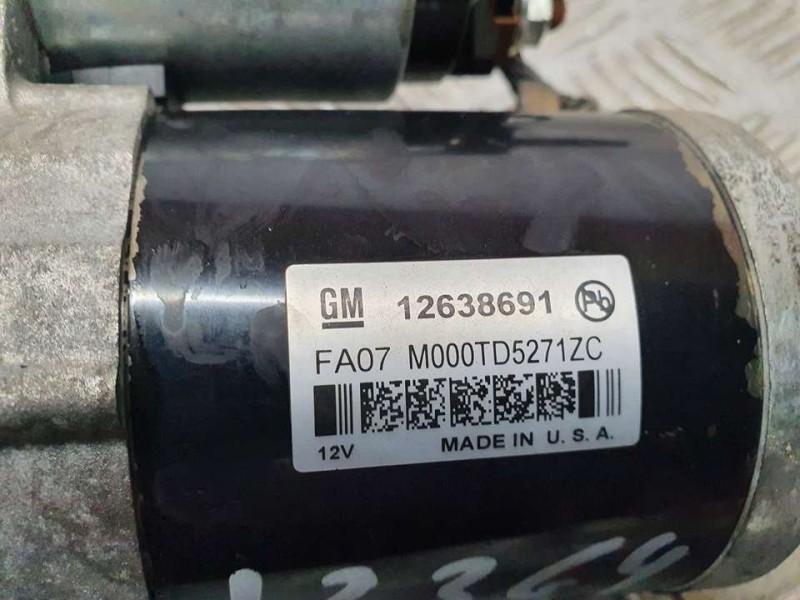 GM 12638691 Pb
FA07 M000TD5271ZC
12V MADE IN U.S.A.